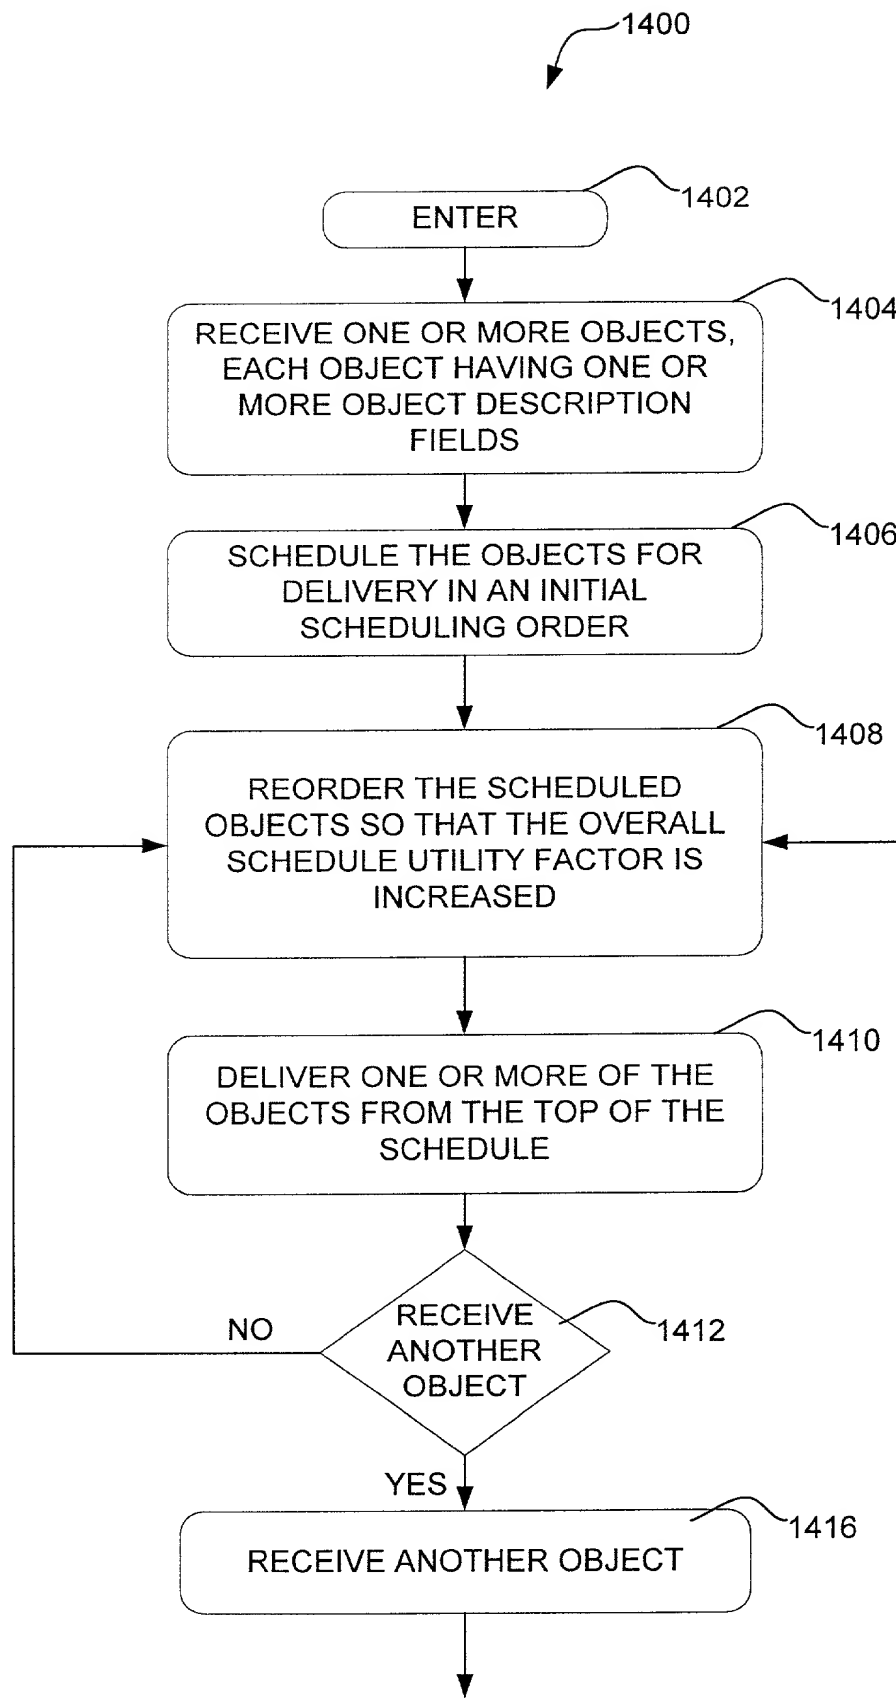 1400
1402
ENTER
1404
RECEIVE ONE OR MORE OBJECTS,
EACH OBJECT HAVING ONE OR
MORE OBJECT DESCRIPTION
FIELDS
1406
SCHEDULE THE OBJECTS FOR
DELIVERY IN AN INITIAL
SCHEDULING ORDER
1408
REORDER THE SCHEDULED
OBJECTS SO THAT THE OVERALL
SCHEDULE UTILITY FACTOR IS
INCREASED
1410
DELIVER ONE OR MORE OF THE
OBJECTS FROM THE TOP OF THE
SCHEDULE
RECEIVE
ANOTHER
OBJECT
1412
NO
YES
1416
RECEIVE ANOTHER OBJECT